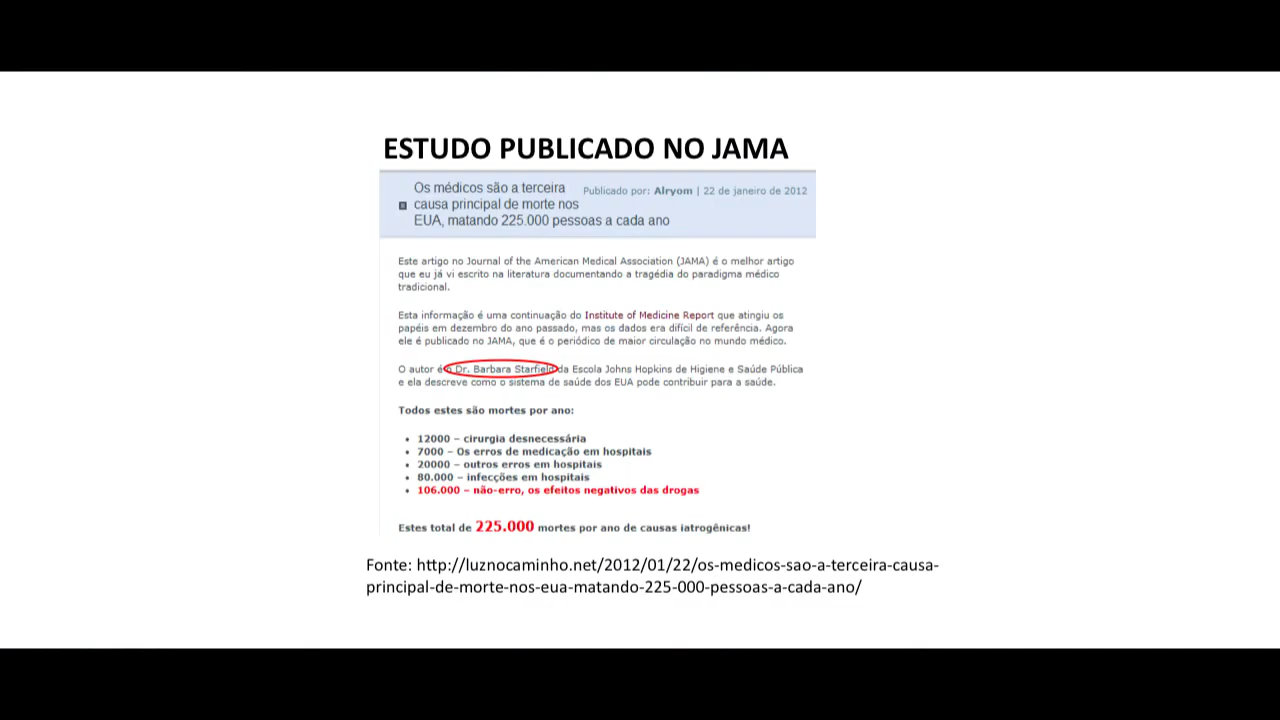 ESTUDO PUBLICADO NO JAMA
Os médicos são a terceira causa principal de morte nos EUA, matando 225.000 pessoas a cada ano
Publicado por: Alryom | 22 de janeiro de 2012
Este artigo no Journal of the American Medical Association (JAMA) é o melhor artigo
que eu já vi escrito na literatura documentando a tragédia do paradigma médico
tradicional.
Esta informação é uma continuação do Institute of Medicine Report que atingiu os
papéis em dezembro do ano passado, mas os dados era difícil de referência. Agora
ele é publicado no JAMA, que é o periódico de maior circulação no mundo médico.
O autor é o Dr. Barbara Starfield da Escola Johns Hopkins de Higiene e Saúde Pública
e ela descreve como o sistema de saúde dos EUA pode contribuir para a saúde.
Todos estes são mortes por ano:
• 12000 – cirurgia desnecessária
• 7000 – Os erros de medicação em hospitais
• 20000 – outros erros em hospitais
• 80.000 – infecções em hospitais
• 106.000 – não-erro, os efeitos negativos das drogas
Estes total de 225.000 mortes por ano de causas iatrogênicas!
Fonte: http://luznocaminho.net/2012/01/22/os-medicos-sao-a-terceira-causa-
principal-de-morte-nos-eua-matando-225-000-pessoas-a-cada-ano/